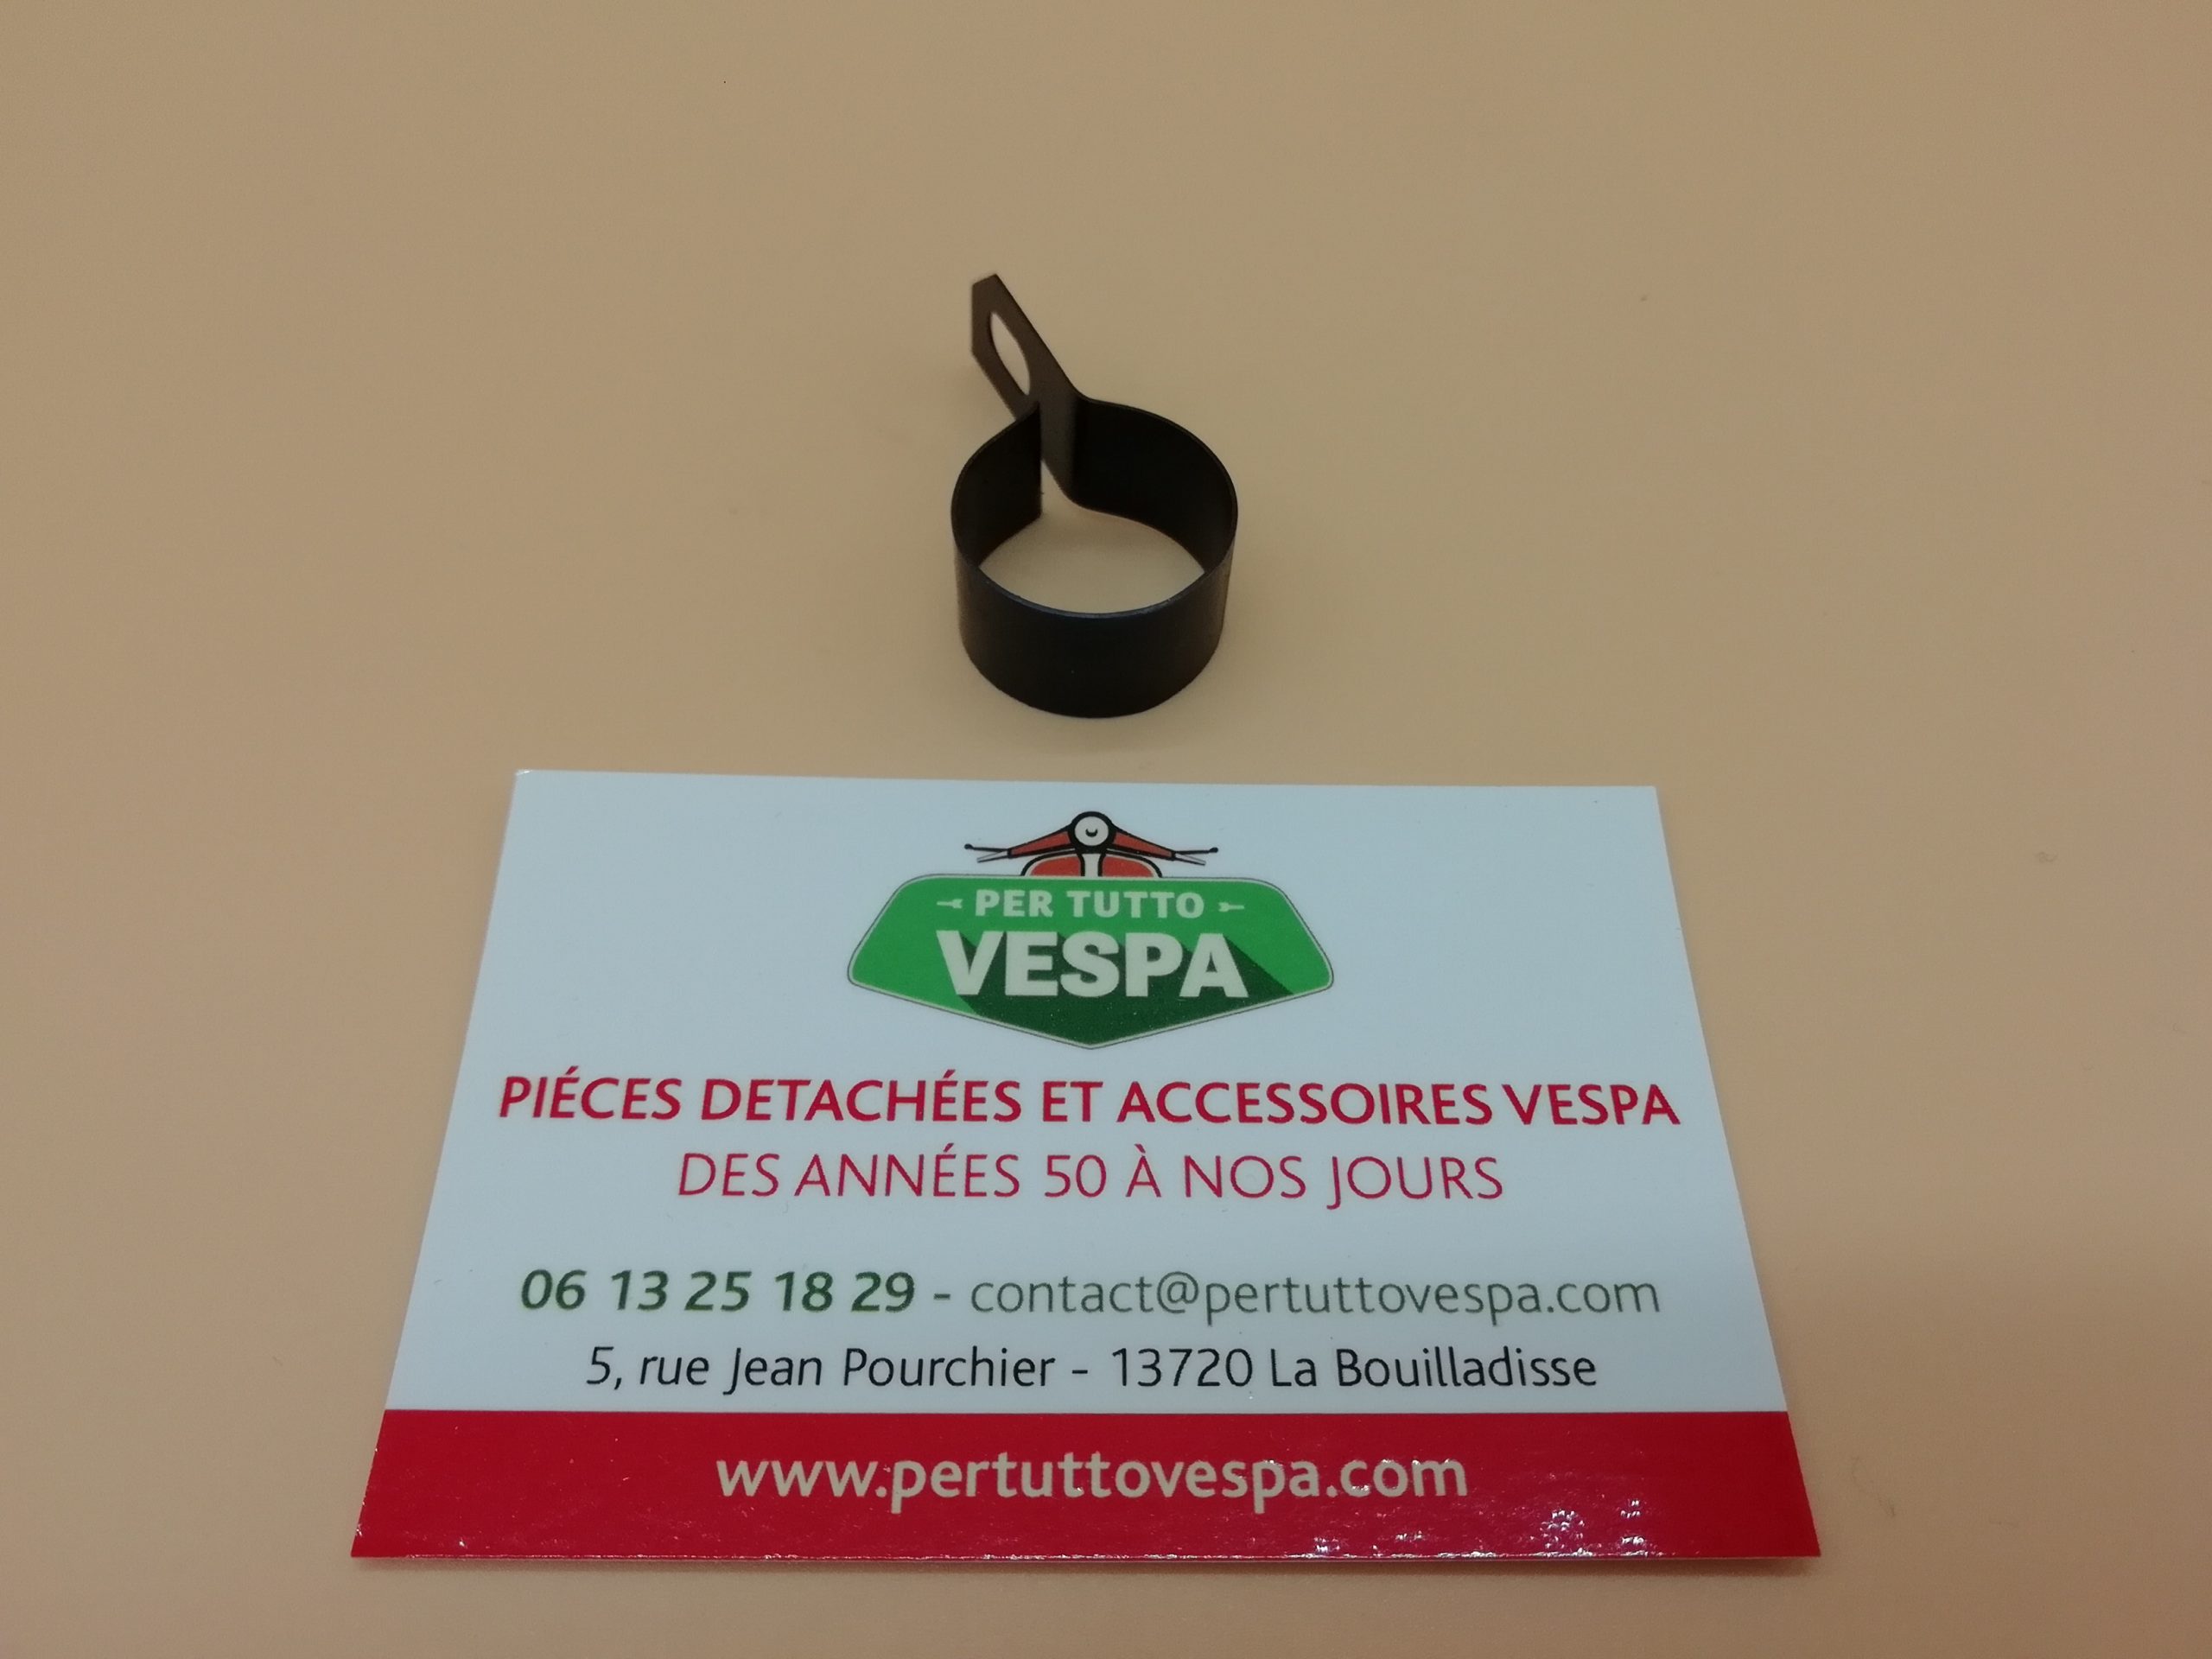 PER TUTTO
VESPA
PIÉCES DETACHÉES ET ACCESSOIRES VESPA
DES ANNÉES 50 À NOS JOURS
06 13 25 18 29 - contact@pertuttovespa.com
5, rue Jean Pourchier - 13720 La Bouilladisse
www.pertuttovespa.com